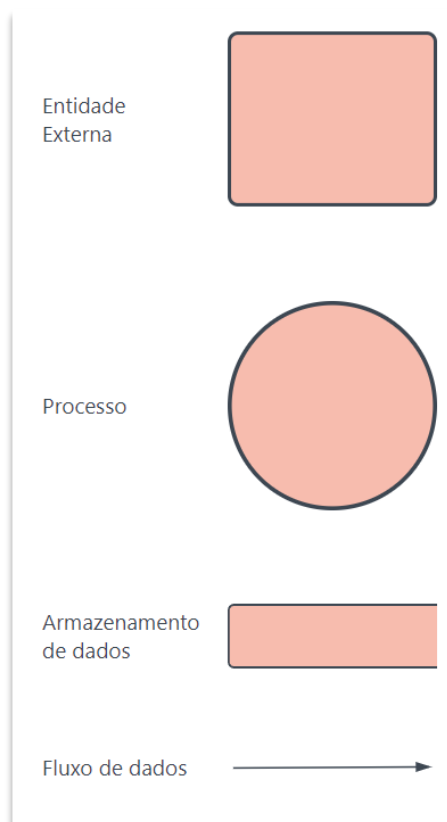 Entidade
Externa
Processo
Armazenamento
de dados
Fluxo de dados